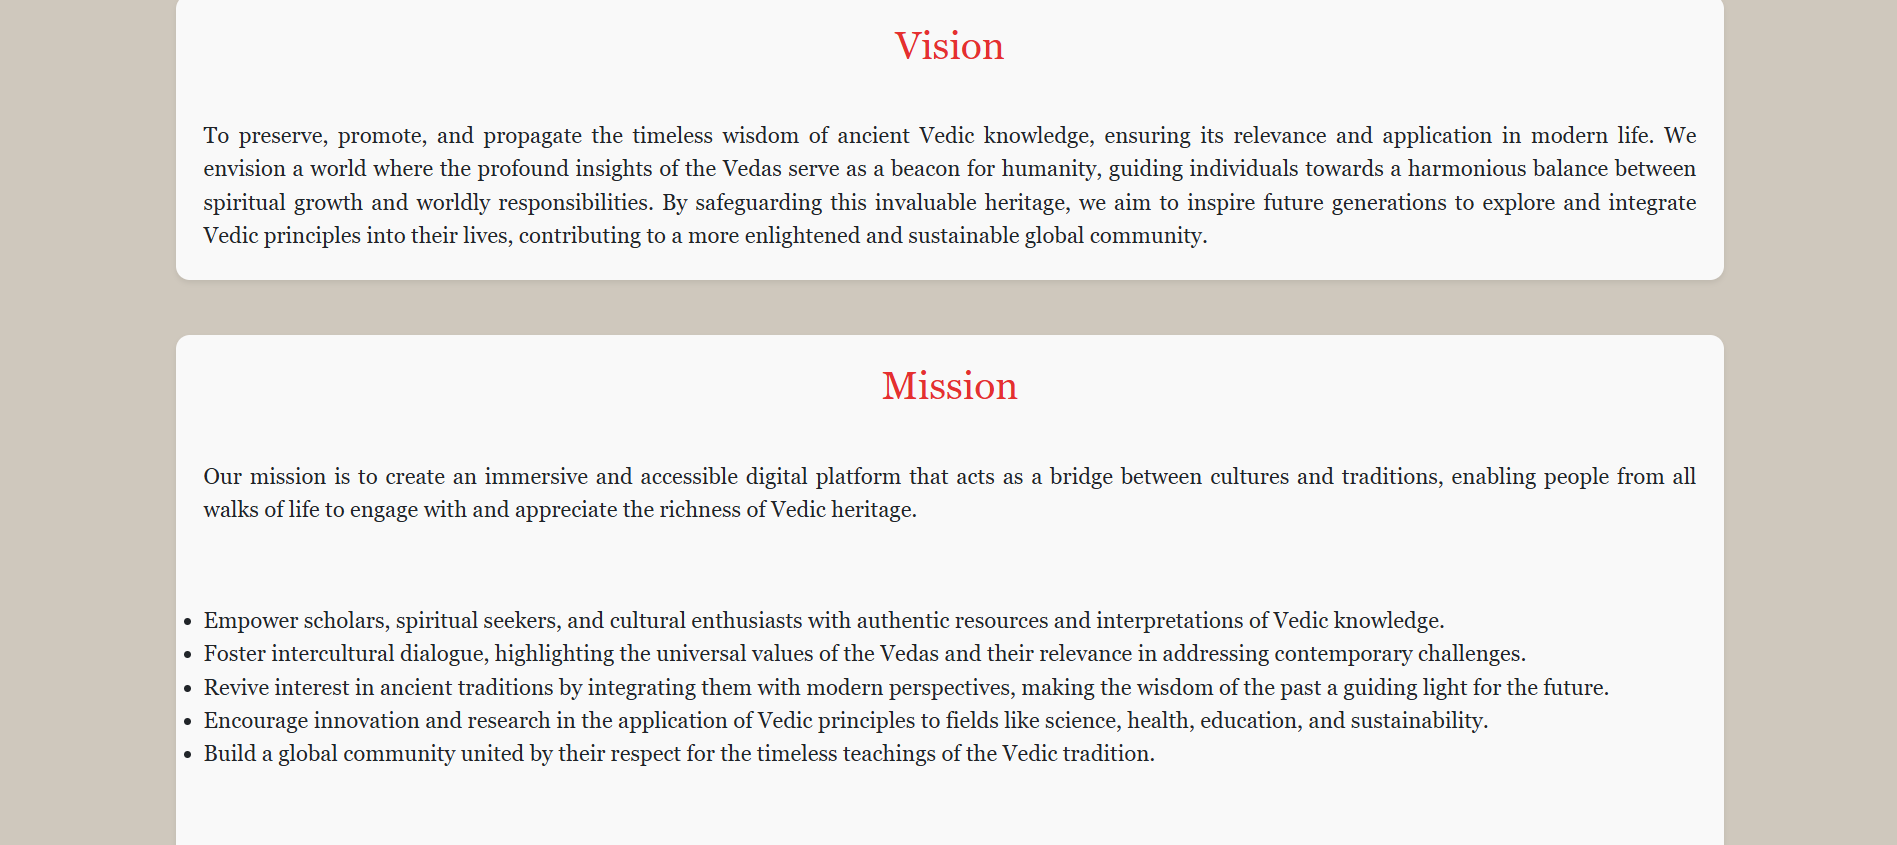 Vision
To preserve, promote, and propagate the timeless wisdom of ancient Vedic knowledge, ensuring its relevance and application in modern life. We
envision a world where the profound insights of the Vedas serve as a beacon for humanity, guiding individuals towards a harmonious balance between
spiritual growth and worldly responsibilities. By safeguarding this invaluable heritage, we aim to inspire future generations to explore and integrate
Vedic principles into their lives, contributing to a more enlightened and sustainable global community.
Mission
Our mission is to create an immersive and accessible digital platform that acts as a bridge between cultures and traditions, enabling people from all
walks of life to engage with and appreciate the richness of Vedic heritage.
• Empower scholars, spiritual seekers, and cultural enthusiasts with authentic resources and interpretations of Vedic knowledge.
• Foster intercultural dialogue, highlighting the universal values of the Vedas and their relevance in addressing contemporary challenges.
• Revive interest in ancient traditions by integrating them with modern perspectives, making the wisdom of the past a guiding light for the future.
• Encourage innovation and research in the application of Vedic principles to fields like science, health, education, and sustainability.
• Build a global community united by their respect for the timeless teachings of the Vedic tradition.